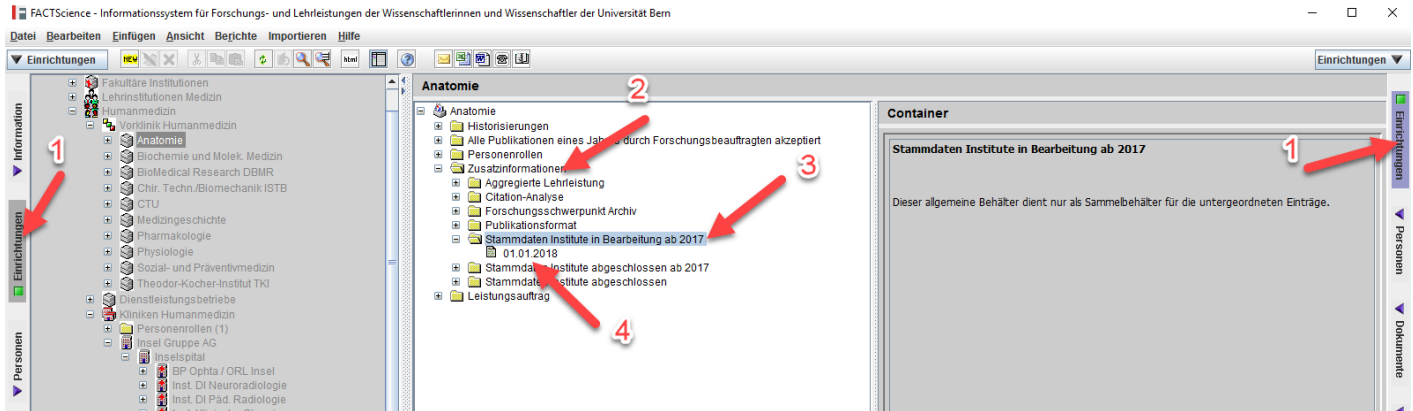 FACTScience - Informationssystem für Forschungs- und Lehrleistungen der Wissenschaftlerinnen und Wissenschaftler der Universität Bern
Datei Bearbeiten Einfügen Ansicht Berichte Importieren Hilfe
Einrichtungen NEW html Einrichtungen
Information
Einrichtungen
Personen
1
Fakultäre Institutionen
Lehrinstitutionen Medizin
Humanmedizin
Vorklinik Humanmedizin
Anatomie
Biochemie und Molek. Medizin
BioMedical Research DBMR
Chir. Techn./Biomechanik ISTB
CTU
Medizingeschichte
Pharmakologie
Physiologie
Sozial- und Präventivmedizin
Theodor-Kocher-Institut TKI
Dienstleistungsbetriebe
Kliniken Humanmedizin
Personenrollen (1)
Insel Gruppe AG
Inselspital
BP Ophta / ORL Insel
Inst. DI Neuroradiologie
Inst. DI Päd. Radiologie
Anatomie
2
Anatomie
Historisierungen
Alle Publikationen eines Jahres durch Forschungsbeauftragten akzeptiert
Personenrollen
Zusatzinformationen
3
Aggregierte Lehrleistung
Citation-Analyse
Forschungsschwerpunkt Archiv
Publikationsformat
Stammdaten Institute in Bearbeitung ab 2017
01.01.2018
Stammdaten Institute abgeschlossen ab 2017
Stammdaten Institute abgeschlossen
Leistungsauftrag
4
Container
Stammdaten Institute in Bearbeitung ab 2017
1
Dieser allgemeine Behälter dient nur als Sammelbehälter für die untergeordneten Einträge.
Einrichtungen
Personen
Dokumente